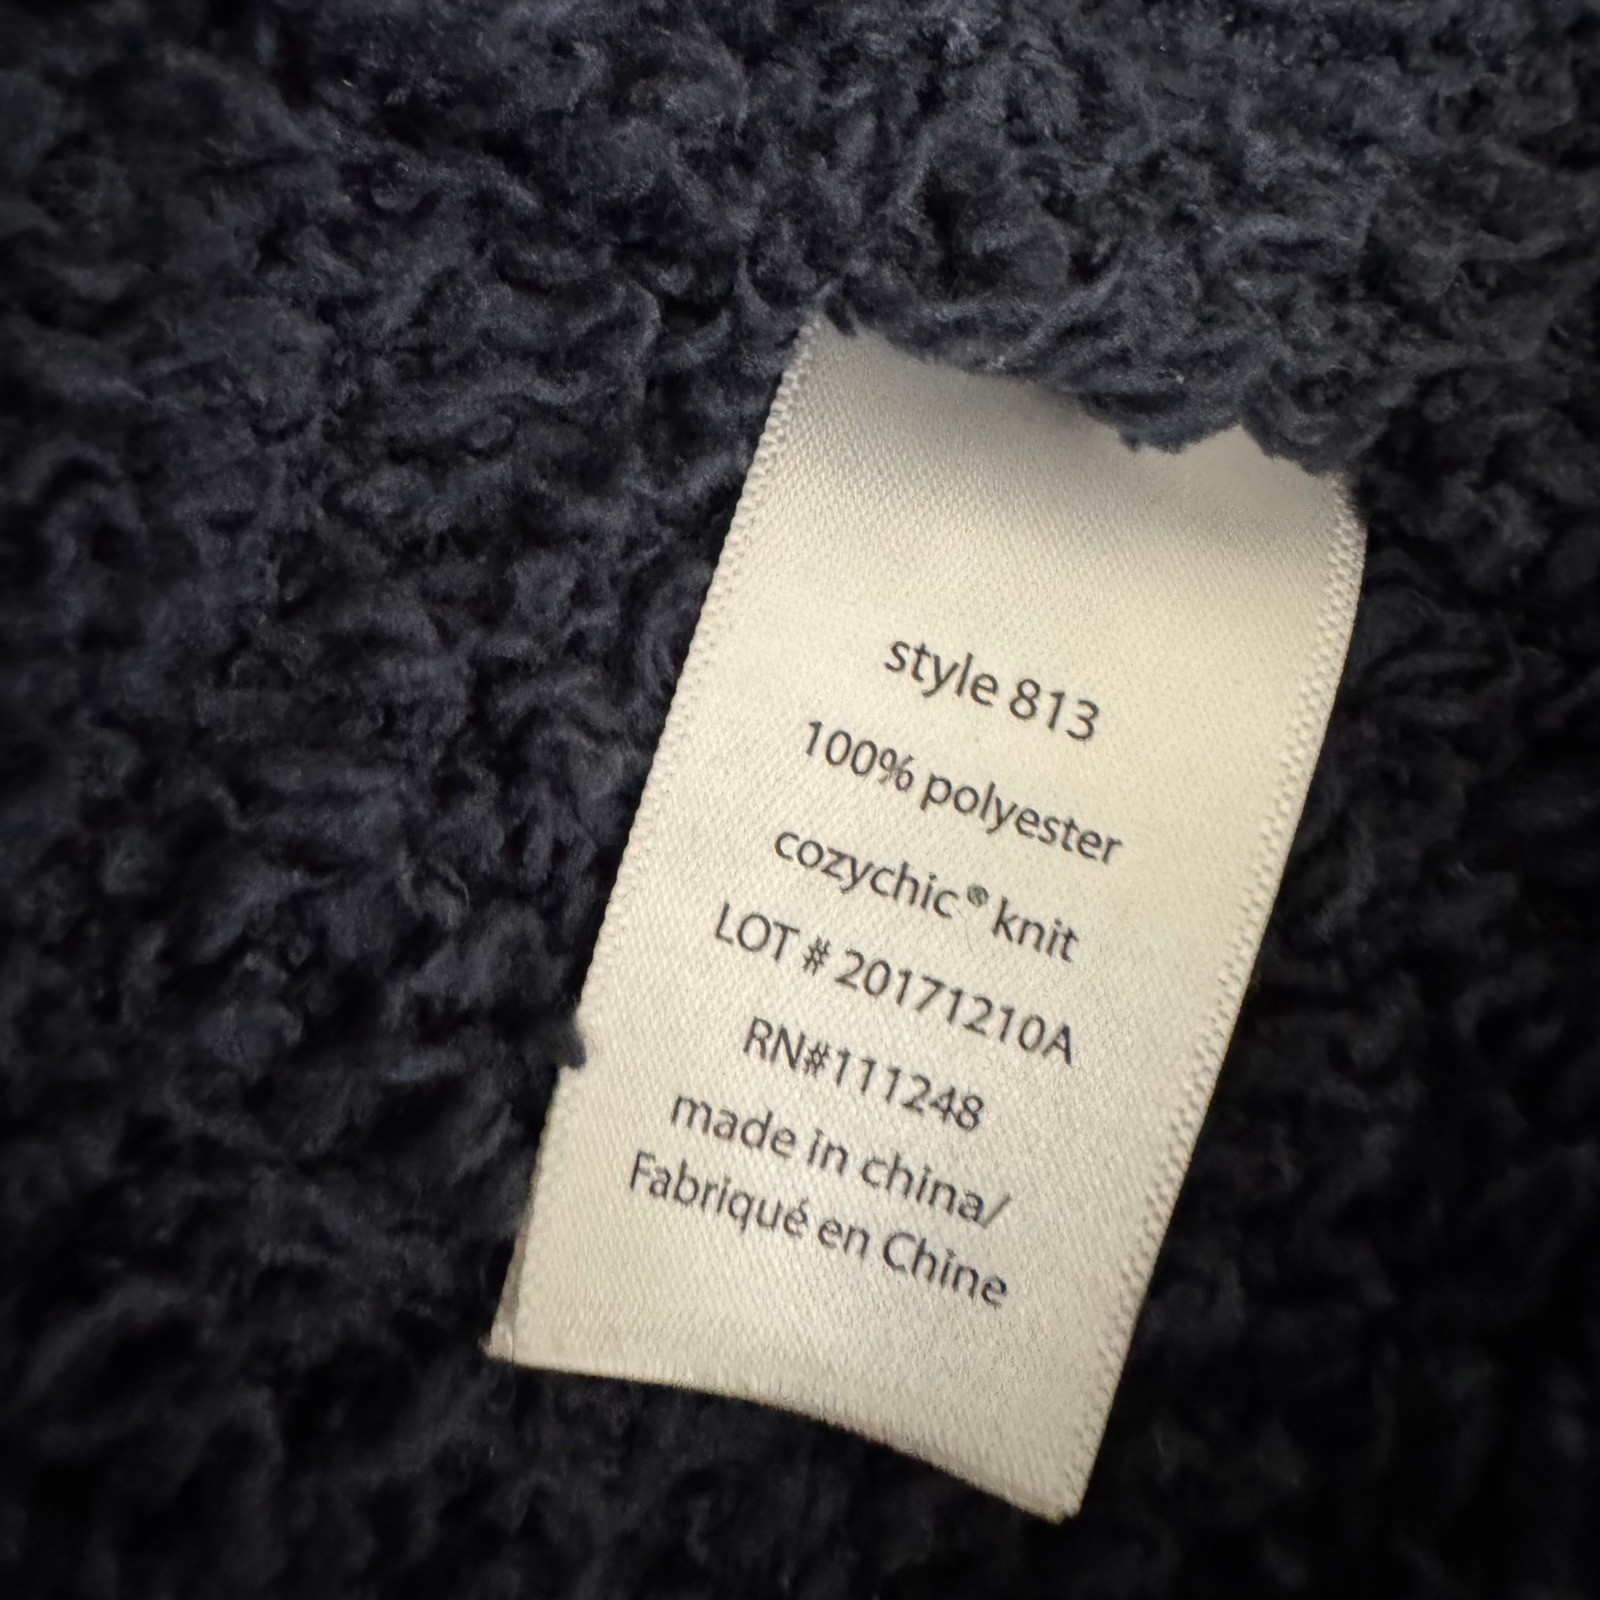 style 813
100% polyester
cozychic® knit
LOT # 20171210A
RN#111248
made in china/
Fabriqué en Chine